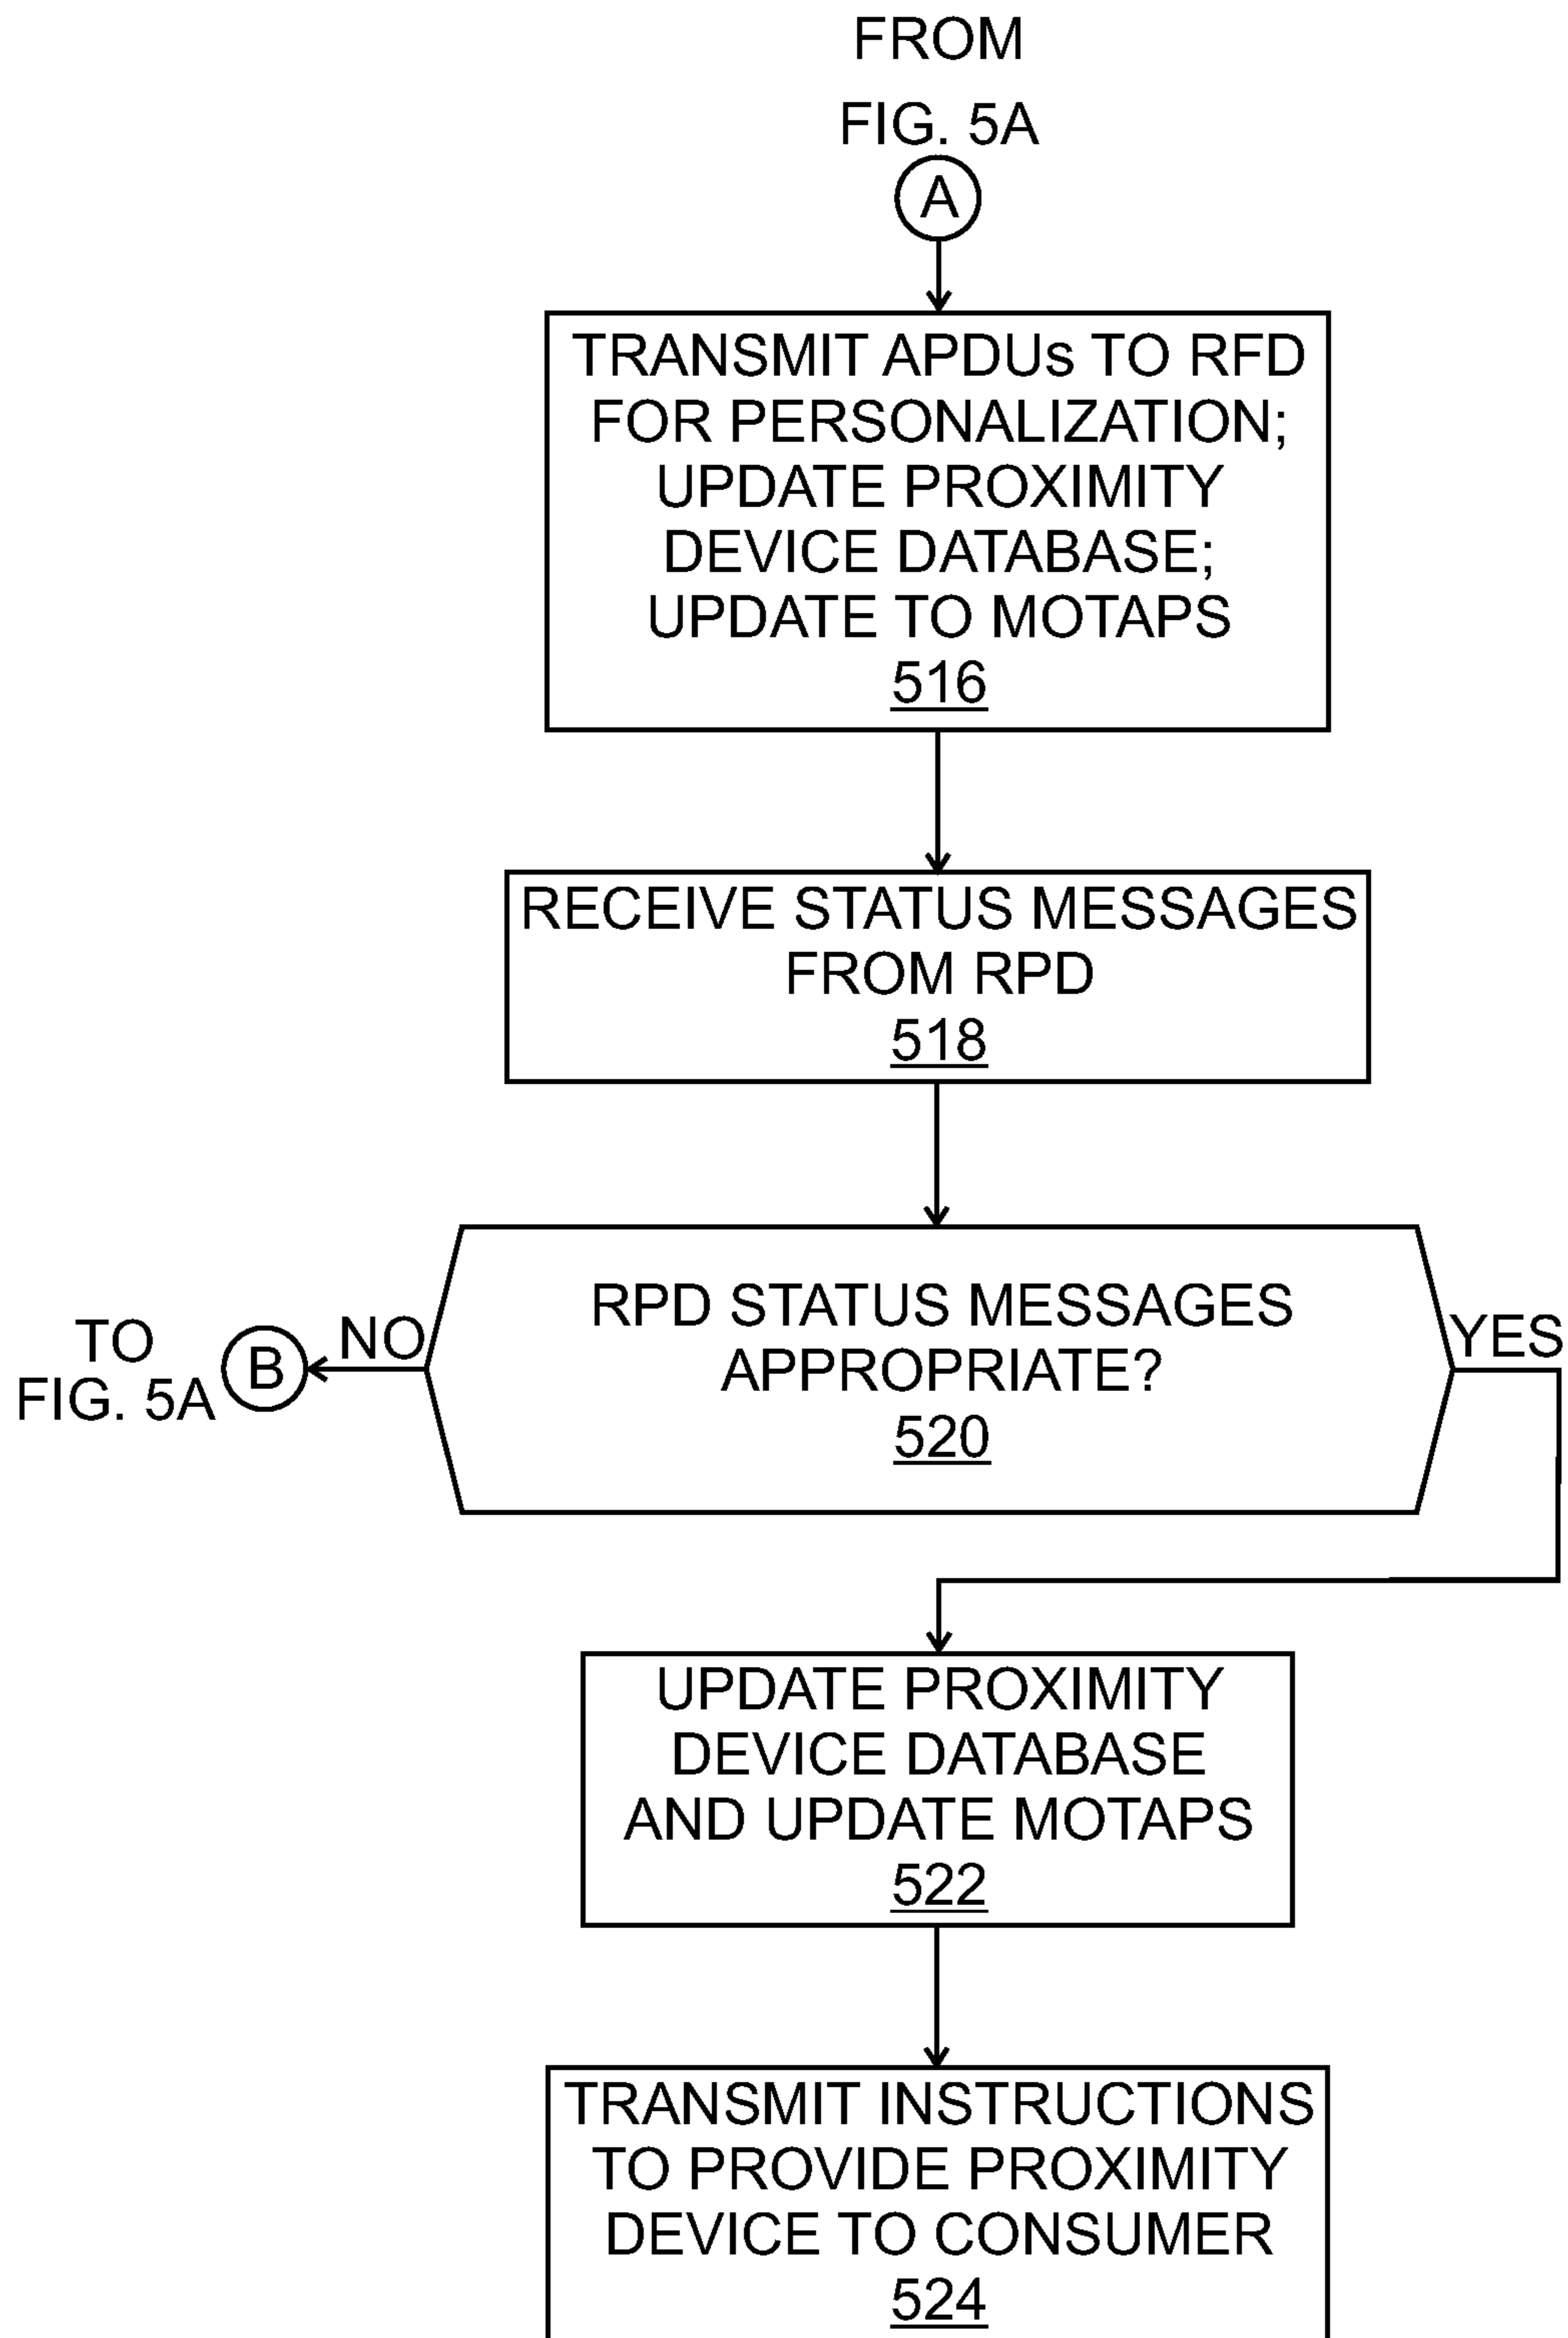 FROM
FIG. 5A
A
TRANSMIT APDUs TO RFD
FOR PERSONALIZATION;
UPDATE PROXIMITY
DEVICE DATABASE;
UPDATE TO MOTAPS
516
RECEIVE STATUS MESSAGES
FROM RPD
518
RPD STATUS MESSAGES
APPROPRIATE?
520
NO
B
TO
FIG. 5A
YES
UPDATE PROXIMITY
DEVICE DATABASE
AND UPDATE MOTAPS
522
TRANSMIT INSTRUCTIONS
TO PROVIDE PROXIMITY
DEVICE TO CONSUMER
524